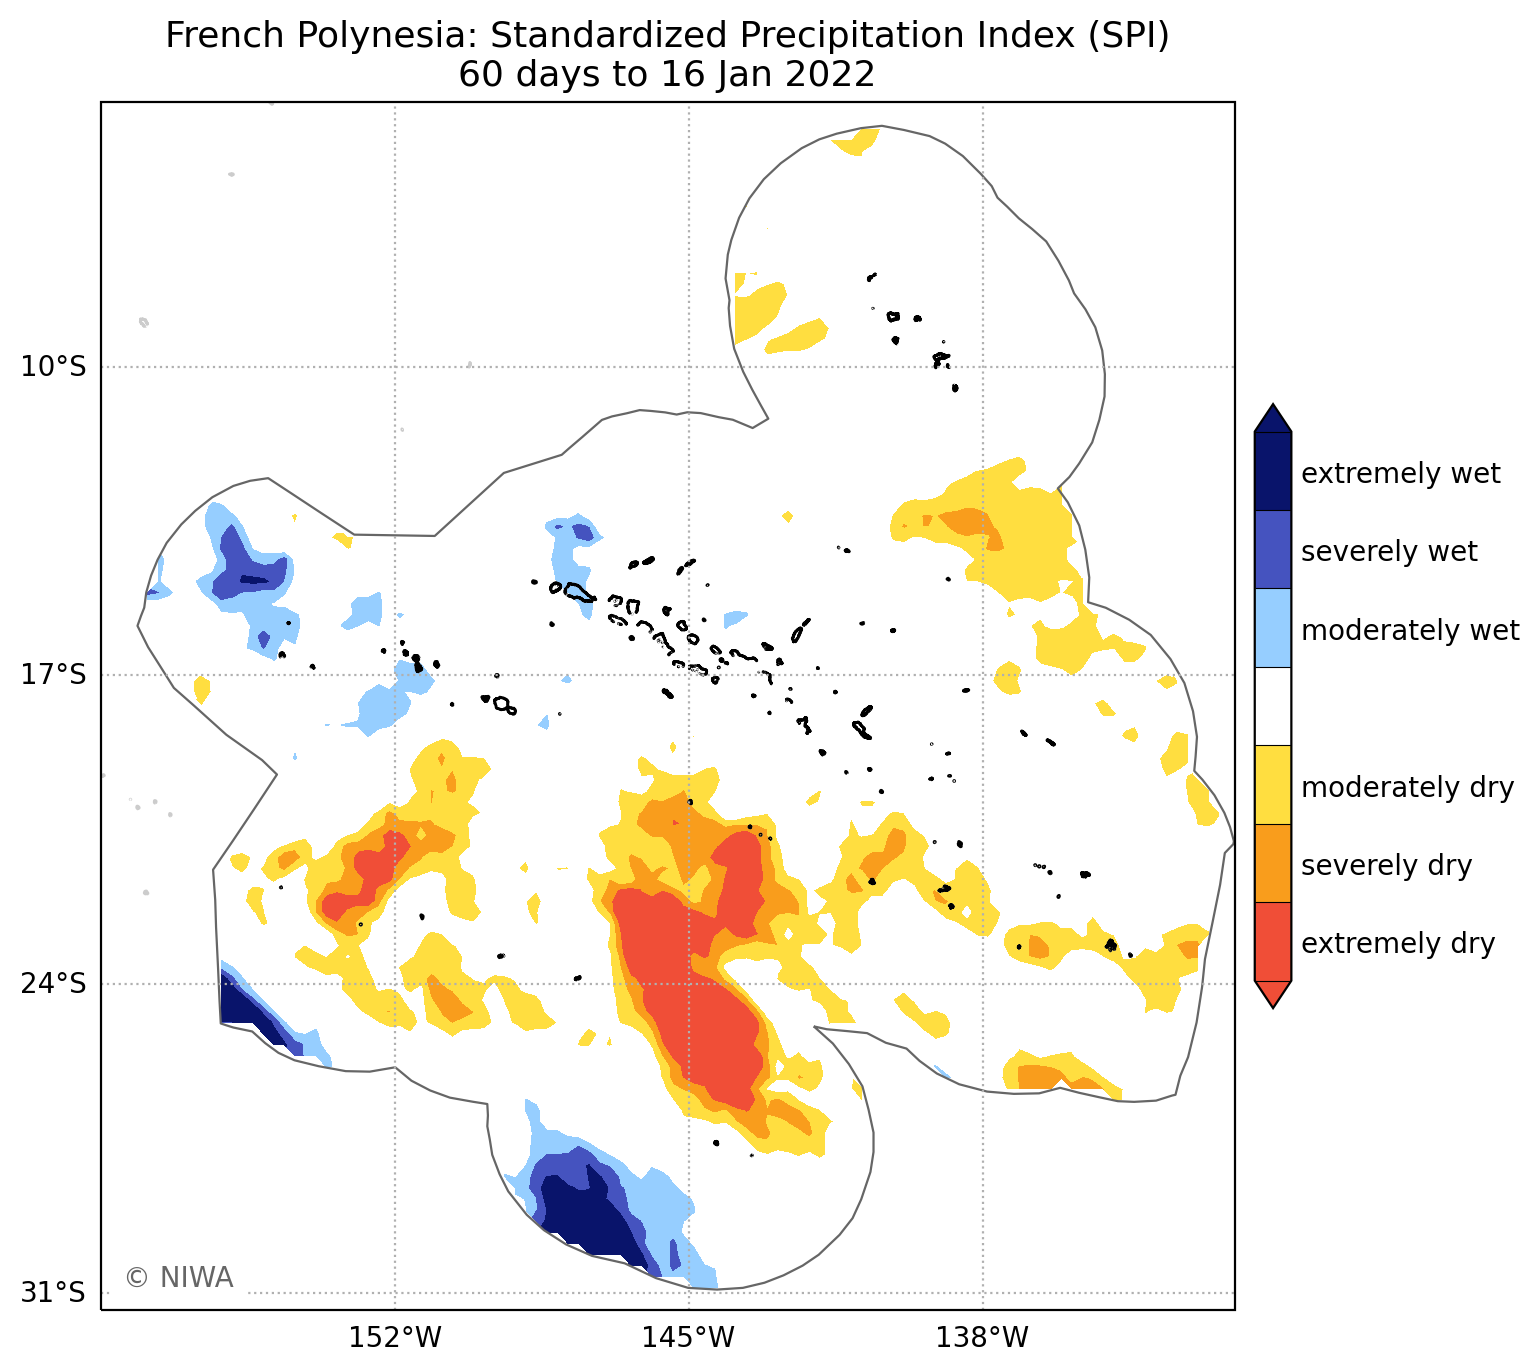 French Polynesia: Standardized Precipitation Index (SPI)
60 days to 16 Jan 2022
10°S
17°S
24°S
31°S
152°W
145°W
138°W
extremely wet
severely wet
moderately wet
moderately dry
severely dry
extremely dry
© NIWA